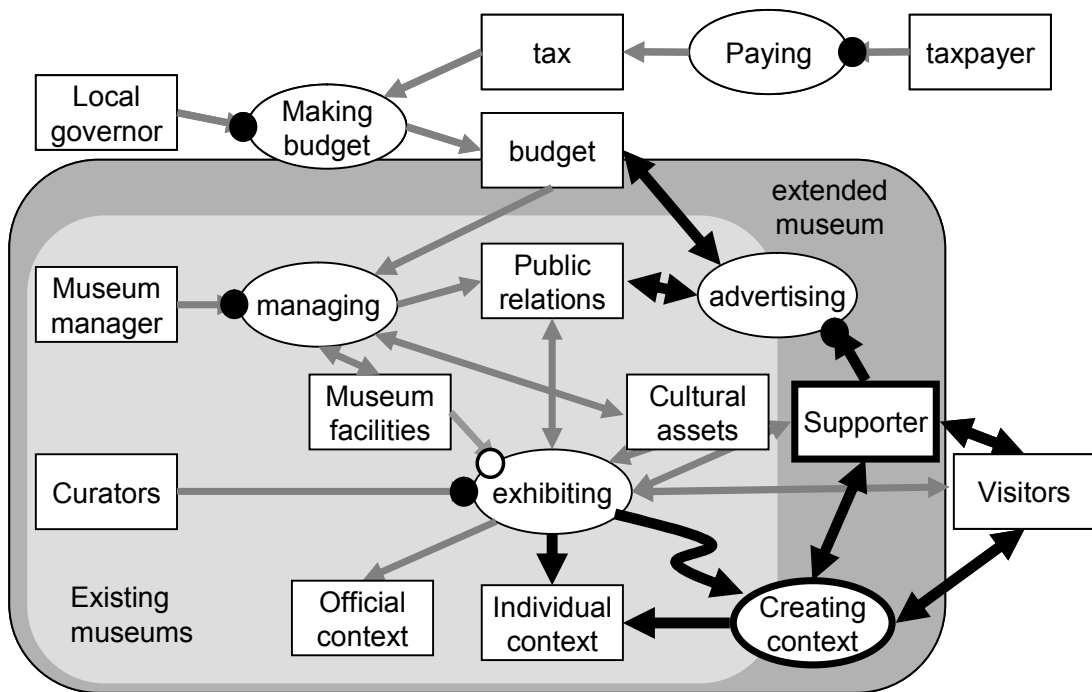 tax
Paying
taxpayer
Local
governor
Making
budget
budget
extended
museum
Museum
manager
managing
Public
relations
advertising
Museum
facilities
Cultural
assets
Supporter
Curators
exhibiting
Visitors
Existing
museums
Official
context
Individual
context
Creating
context